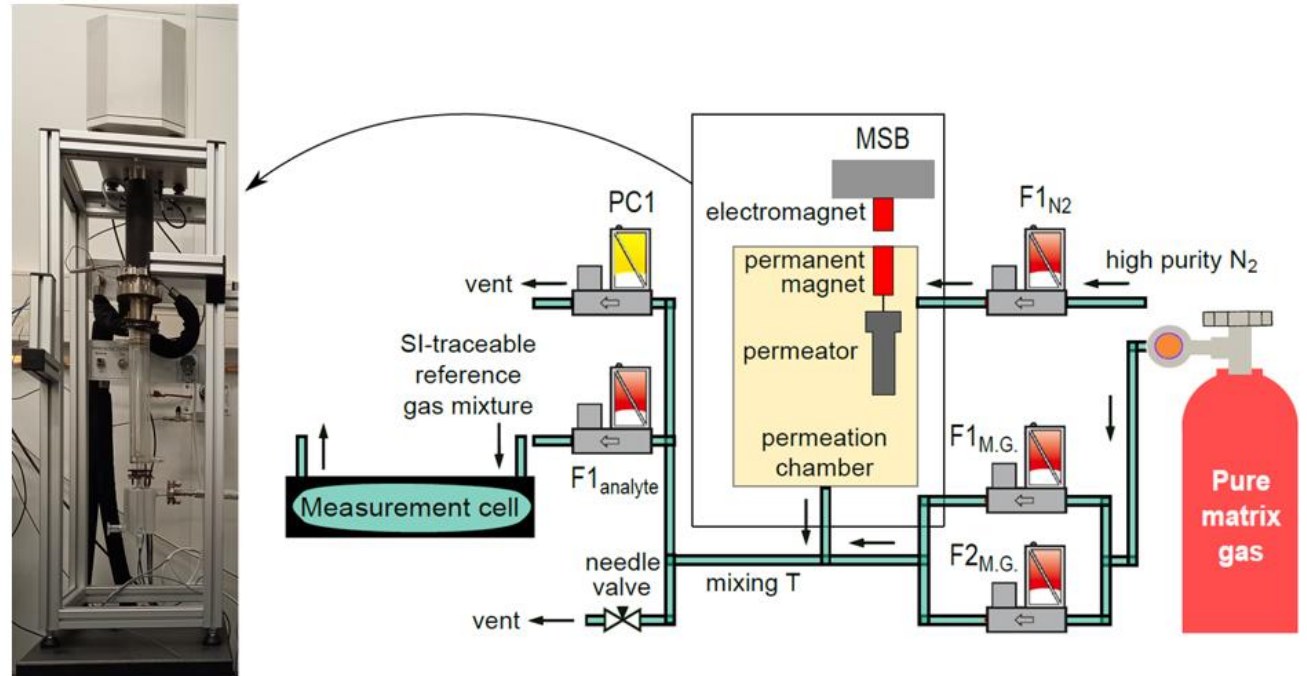 MSB
electromagnet
PC1
F1N2
permanent
magnet
high purity N2
vent
permeator
SI-traceable
reference
gas mixture
permeation
chamber
F1M.G.
F1analyte
Measurement cell
Pure
matrix
gas
F2M.G.
needle
valve
mixing T
vent